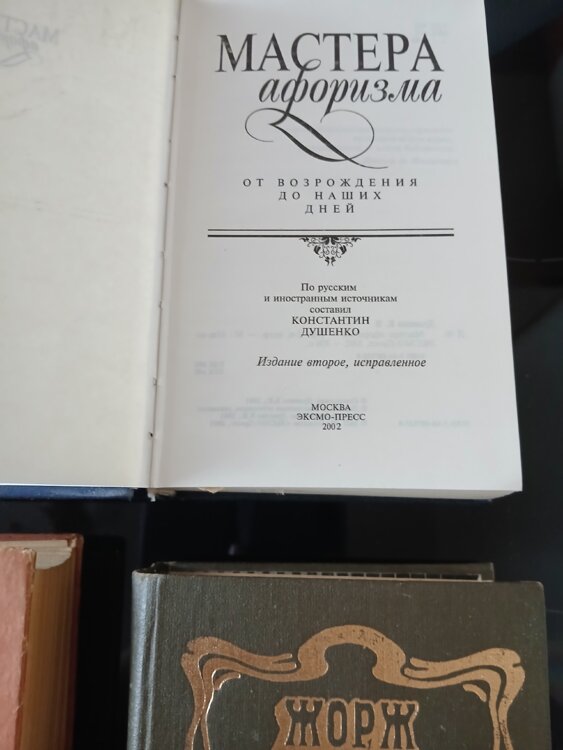 МАСТЕРА
афоризма
ОТ ВОЗРОЖДЕНИЯ
ДО НАШИХ
ДНЕЙ
По русским
и иностранным источникам
составил
КОНСТАНТИН
ДУШЕНКО
Издание второе, исправленное
МОСКВА
ЭКСМО-ПРЕСС
2002
ЖОРЖ